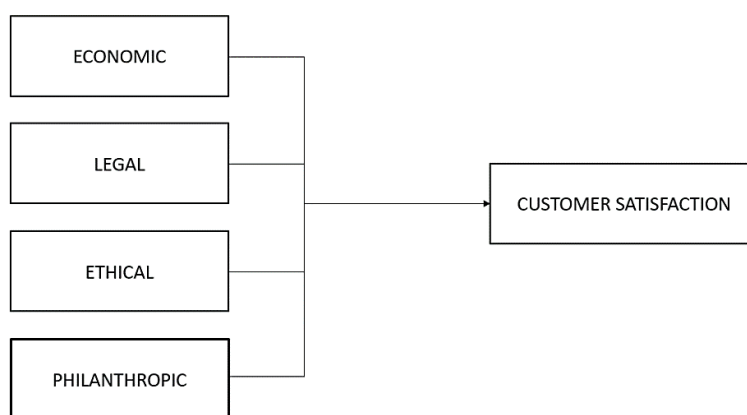 ECONOMIC
LEGAL
ETHICAL
PHILANTHROPIC
CUSTOMER SATISFACTION